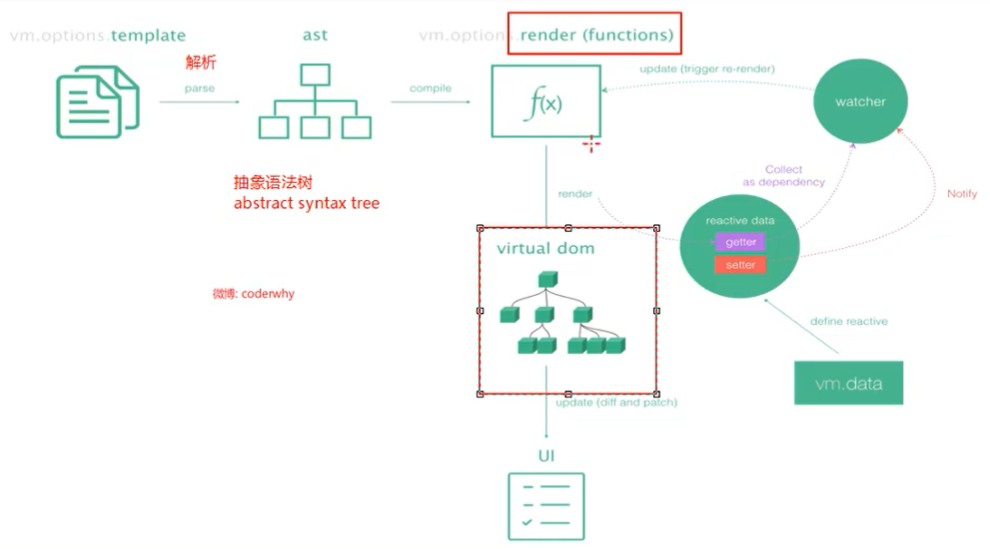 vm.options.template
ast
vm.options.render (functions)
解析
parse
compile
f(x)
update (trigger re-render)
watcher
抽象语法树
abstract syntax tree
Collect
as dependency
render
reactive data
getter
setter
Notify
virtual dom
微博: coderwhy
define reactive
vm.data
update (diff and patch)
UI